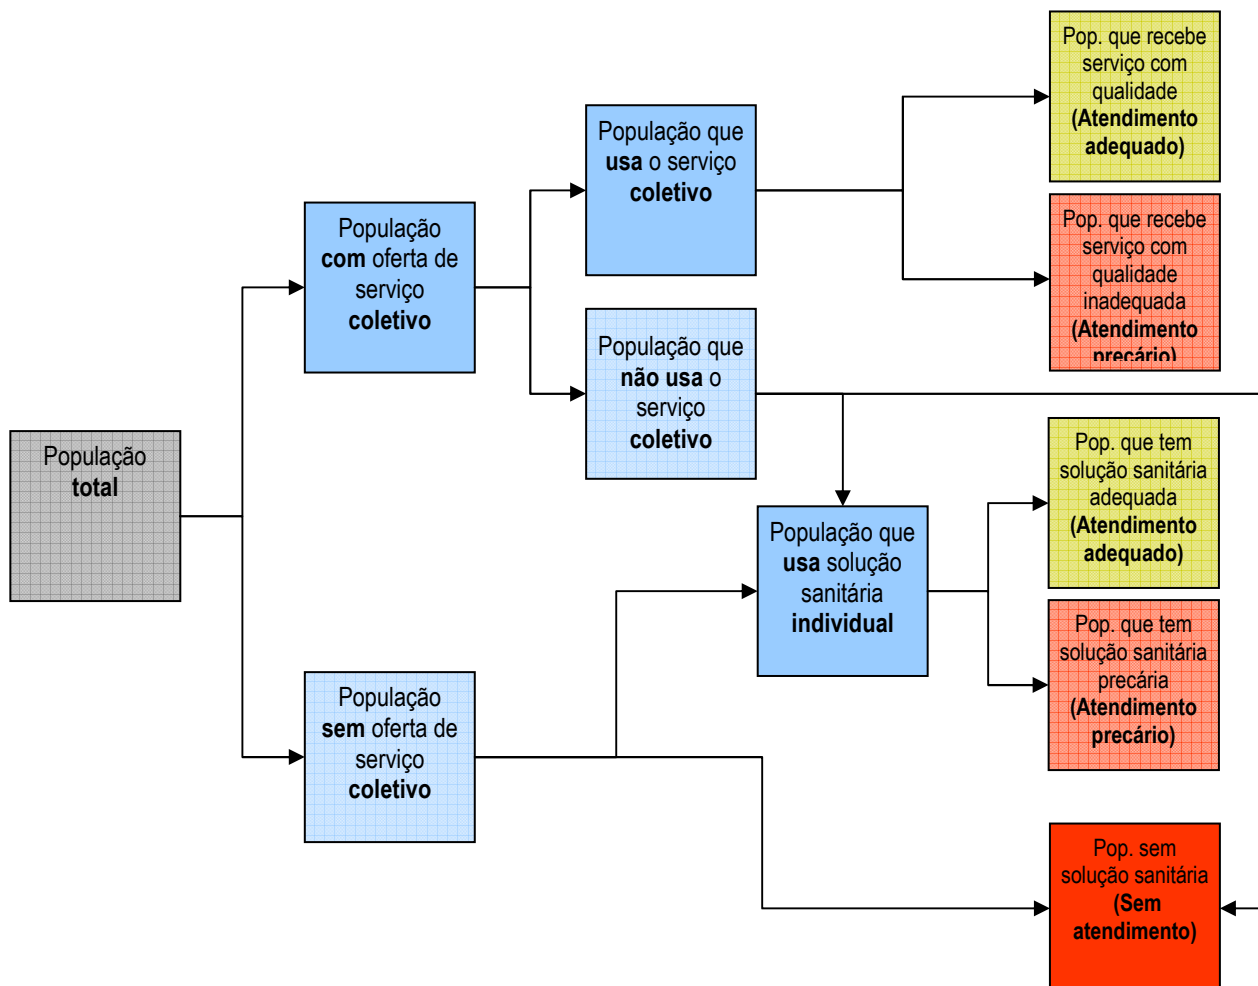 População
total
População
com oferta de
serviço
coletivo
População
sem oferta de
serviço
coletivo
População que
usa o serviço
coletivo
População que
não usa o
serviço
coletivo
População que
usa solução
sanitária
individual
Pop. que recebe
serviço com
qualidade
(Atendimento
adequado)
Pop. que recebe
serviço com
qualidade
inadequada
(Atendimento
precário)
Pop. que tem
solução sanitária
adequada
(Atendimento
adequado)
Pop. que tem
solução sanitária
precária
(Atendimento
precário)
Pop. sem
solução sanitária
(Sem
atendimento)